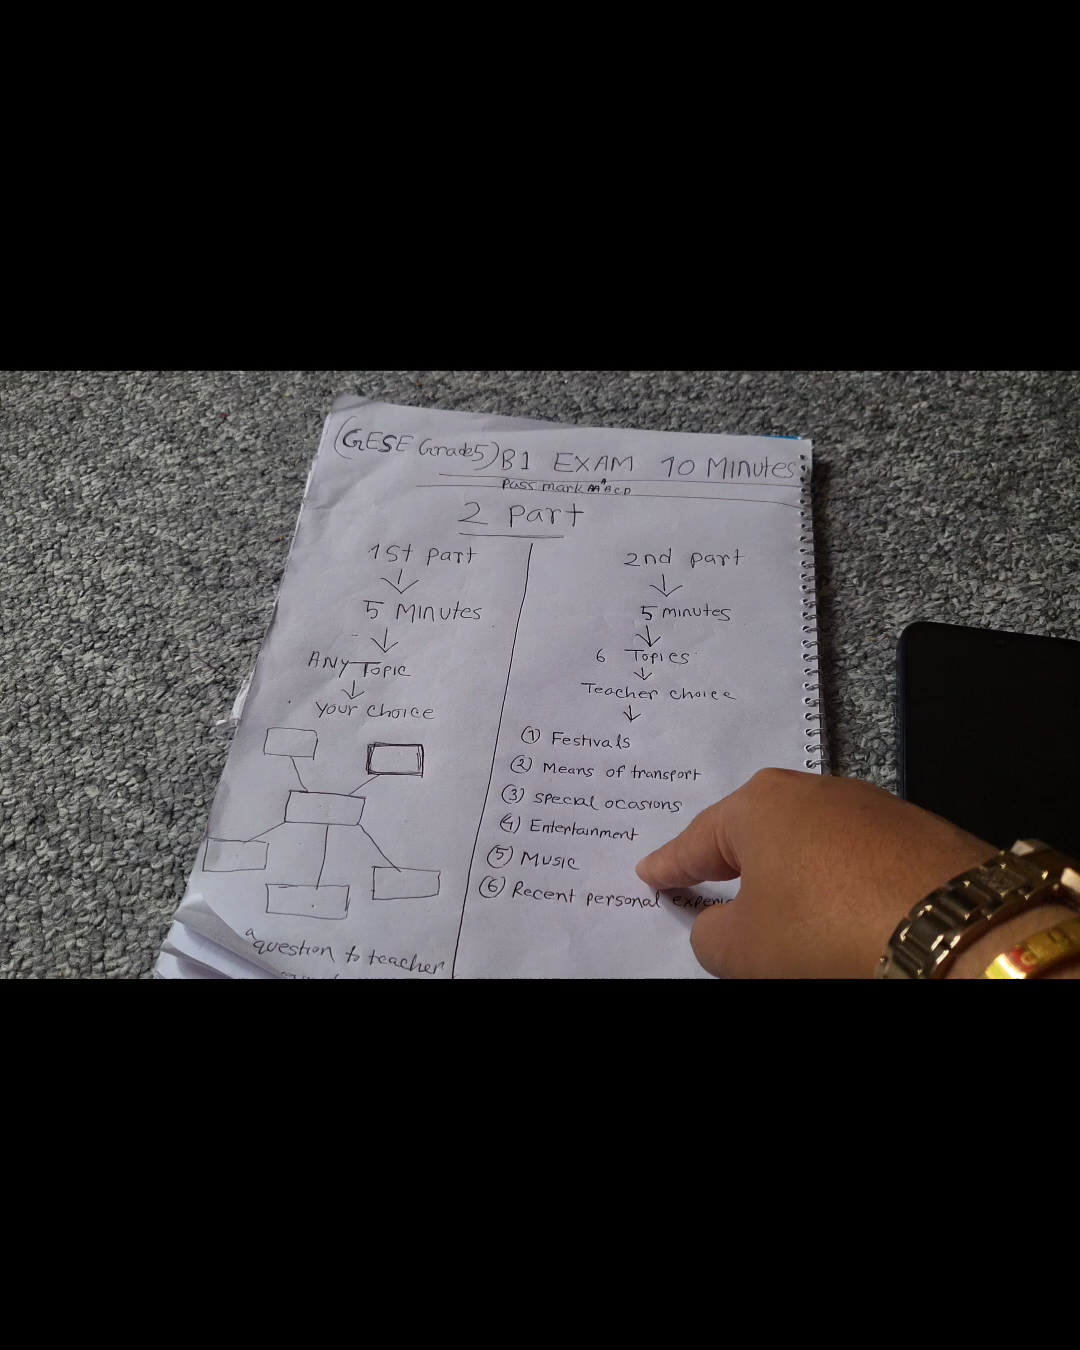 (GESE Grade5) B1 EXAM 10 Minutes
Pass mark
2 part
1st part
5 Minutes
ANY Topic
your choice
a question to teacher
2nd part
5 minutes
6 Topics
Teacher choice
① Festivals
② Means of transport
③ special ocasions
④ Entertainment
⑤ Music
⑥ Recent personal